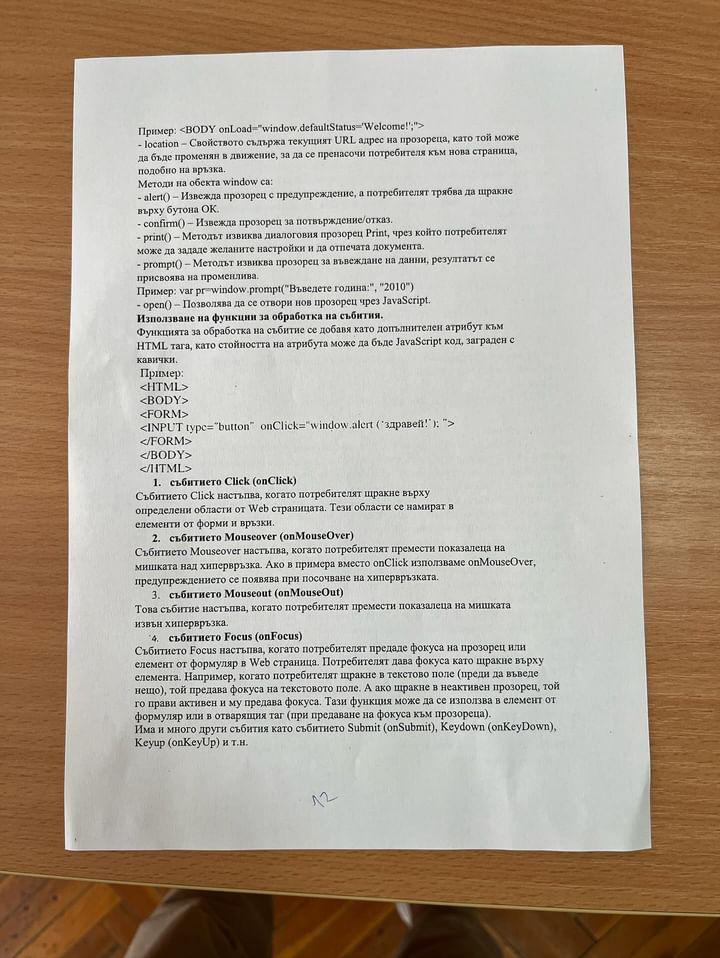 Пример: <BODY onLoad="window.defaultStatus='Welcome!';">
- location – Свойството съдържа текущият URL адрес на прозореца, като той може
да бъде променян в движение, за да се пренасочи потребителя към нова страница,
подобно на връзка.
Методи на обекта window са:
- alert() – Извежда прозорец с предупреждение, а потребителят трябва да щракне
върху бутона OK.
- confirm() – Извежда прозорец за потвърждение/отказ.
- print() – Методът извиква диалоговия прозорец Print, чрез който потребителят
може да зададе желаните настройки и да отпечата документа.
- prompt() – Методът извиква прозорец за въвеждане на данни, резултатът се
присвоява на променлива.
Пример: var pr=window.prompt("Въведете година:", "2010")
- open() – Позволява да се отвори нов прозорец чрез JavaScript.
Използване на функции за обработка на събития.
Функцията за обработка на събитие се добавя като допълнителен атрибут към
HTML тага, като стойността на атрибута може да бъде JavaScript код, заграден с
кавички.
Пример:
<HTML>
<BODY>
<FORM>
<INPUT type="button" onClick="window.alert ('здравей!'); ">
</FORM>
</BODY>
</HTML>
1. събитието Click (onClick)
Събитието Click настъпва, когато потребителят щракне върху
определени области от Web страницата. Тези области се намират в
елементи от форми и връзки.
2. събитието Mouseover (onMouseOver)
Събитието Mouseover настъпва, когато потребителят премести показалеца на
мишката над хипервръзка. Ако в примера вместо onClick използваме onMouseOver,
предупреждението се появява при посочване на хипервръзката.
3. събитието Mouseout (onMouseOut)
Това събитие настъпва, когато потребителят премести показалеца на мишката
извън хипервръзка.
4. събитието Focus (onFocus)
Събитието Focus настъпва, когато потребителят предаде фокуса на прозорец или
елемент от формуляр в Web страница. Потребителят дава фокуса като щракне върху
елемента. Например, когато потребителят щракне в текстово поле (преди да въведе
нещо), той предава фокуса на текстовото поле. А ако щракне в неактивен прозорец, той
го прави активен и му предава фокуса. Тази функция може да се използва в елемент от
формуляр или в отварящия таг (при предаване на фокуса към прозореца).
Има и много други събития като събитието Submit (onSubmit), Keydown (onKeyDown),
Keyup (onKeyUp) и т.н.